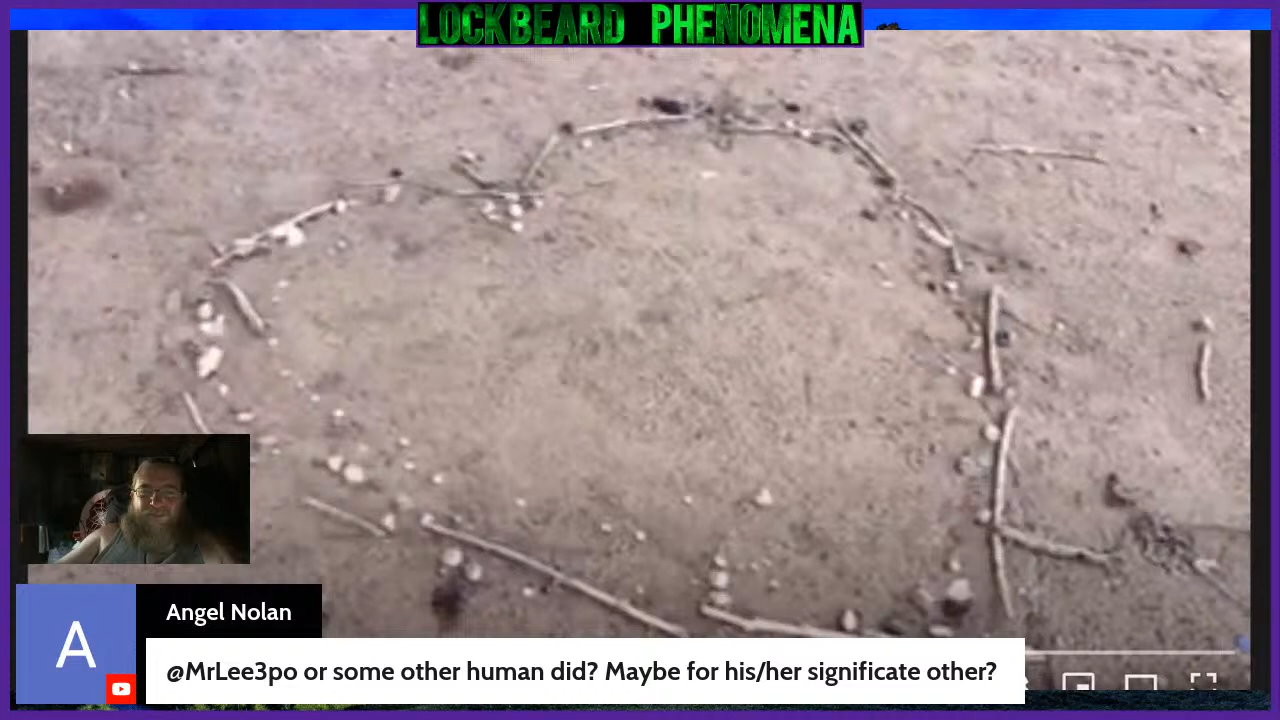 LOCKBEARD PHENOMENA
A
Angel Nolan
@MrLee3po or some other human did? Maybe for his/her significate other?